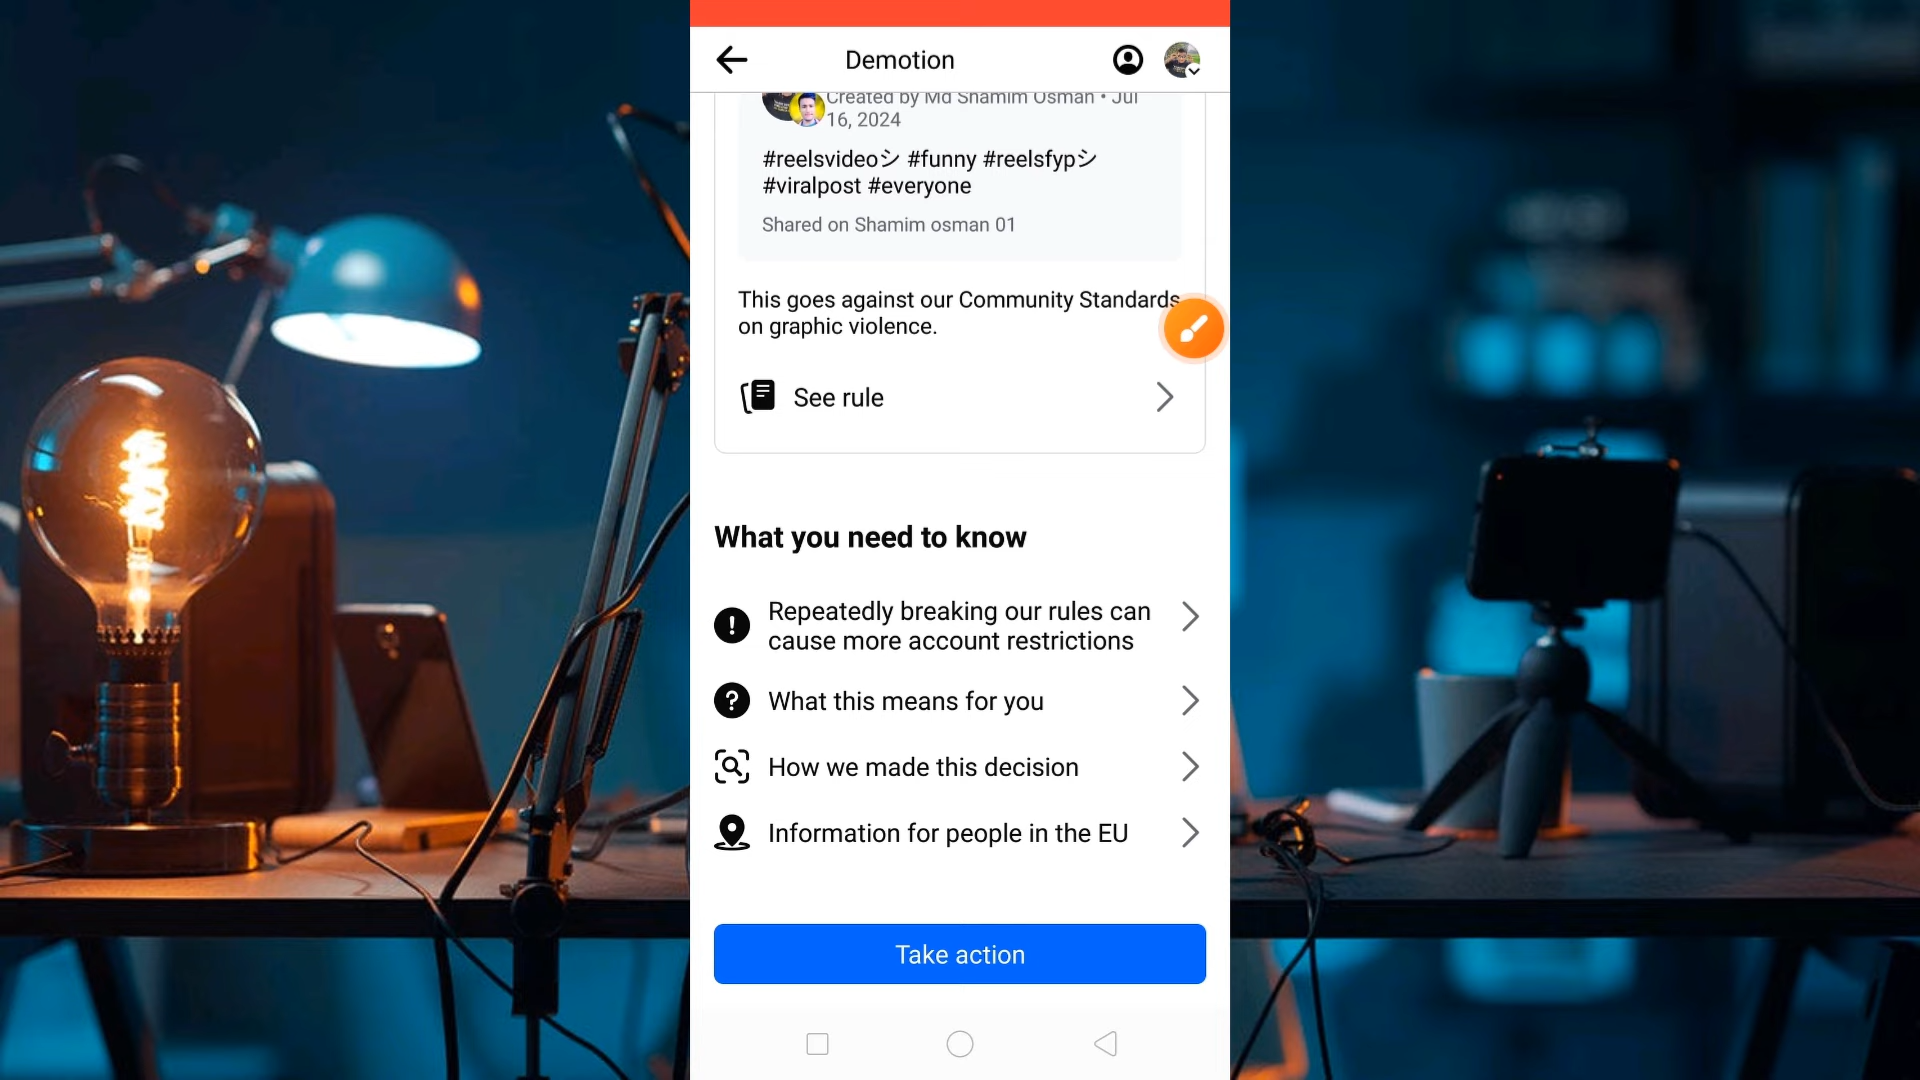 Demotion
Created by Md Shamim Osman • Jul
16, 2024
#reelsvideoシ #funny #reelsfypシ
#viralpost #everyone
Shared on Shamim osman 01
This goes against our Community Standards
on graphic violence.
See rule
What you need to know
Repeatedly breaking our rules can
cause more account restrictions
What this means for you
How we made this decision
Information for people in the EU
Take action